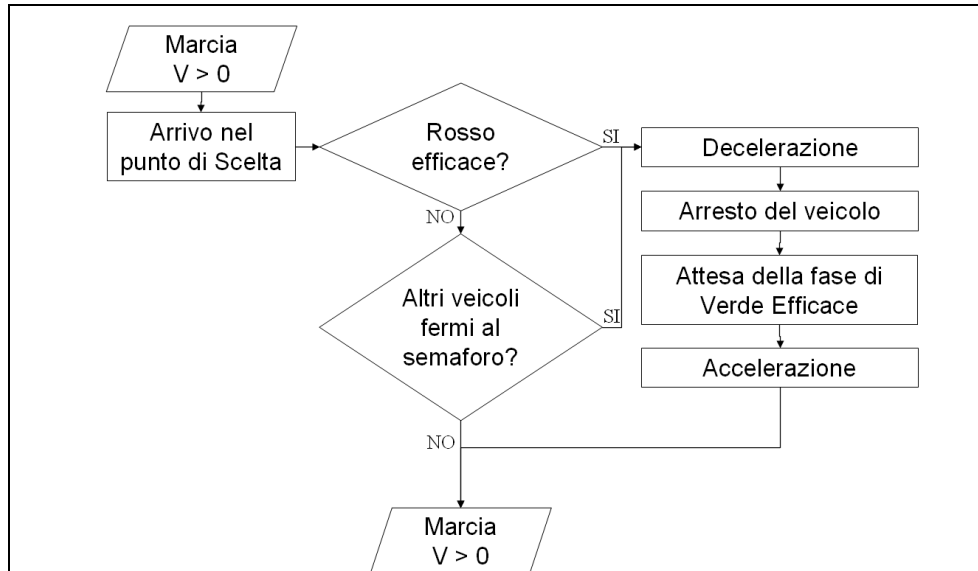 Marcia
V > 0
Arrivo nel
punto di Scelta
Rosso
efficace?
SI
Decelerazione
Arresto del veicolo
NO
Altri veicoli
fermi al
semaforo?
SI
Attesa della fase di
Verde Efficace
Accelerazione
NO
Marcia
V > 0